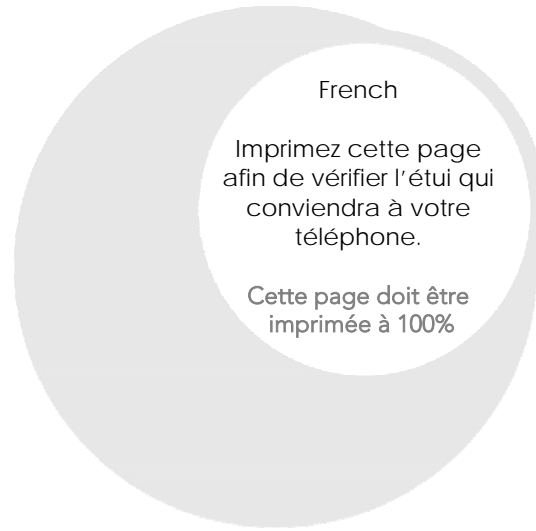 French
Imprimez cette page
afin de vérifier l’étui qui
conviendra à votre
téléphone.
Cette page doit être
imprimée à 100%